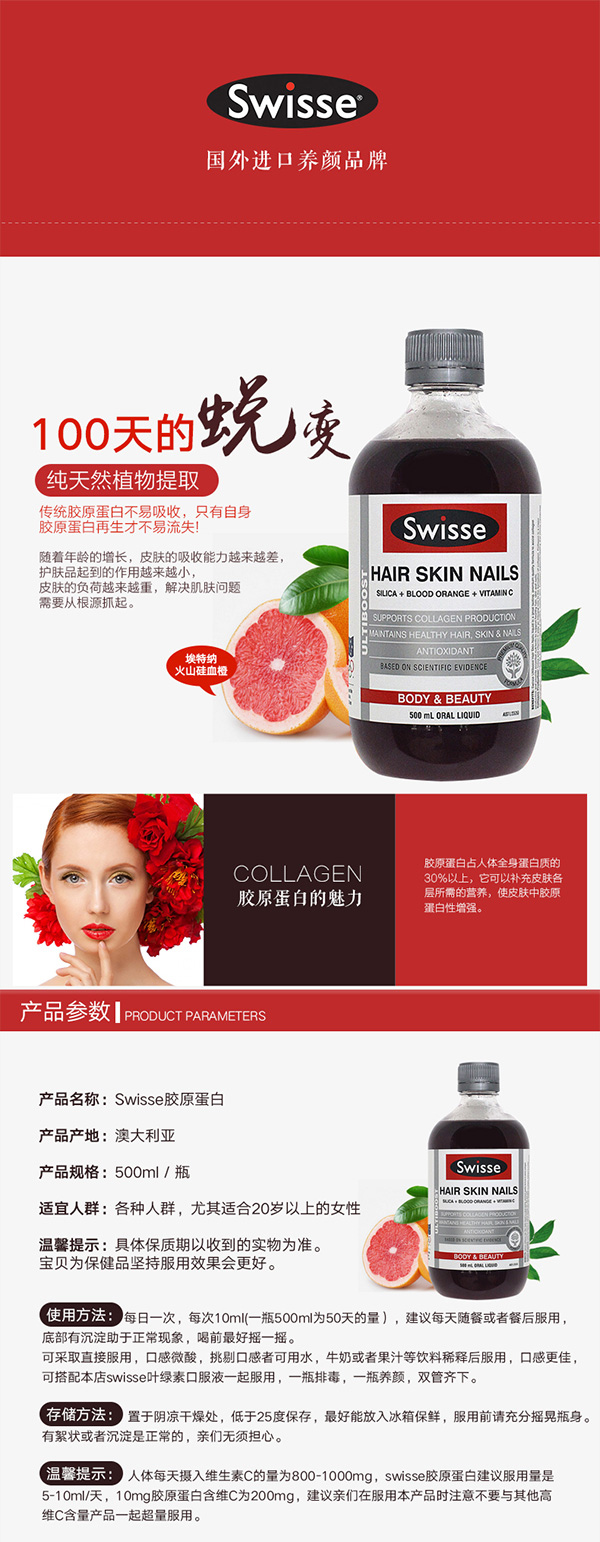 Swisse®
国外进口养颜品牌
100天的蜕变
纯天然植物提取
传统胶原蛋白不易吸收，只有自身
胶原蛋白再生才不易流失!
随着年龄的增长，皮肤的吸收能力越来越差，
护肤品起到的作用越来越小，
皮肤的负荷越来越重，解决肌肤问题
需要从根源抓起。
埃特纳
火山硅血橙
Swisse
ULTIBOOST
HAIR SKIN NAILS
SILICA + BLOOD ORANGE + VITAMIN C
SUPPORTS COLLAGEN PRODUCTION
MAINTAINS HEALTHY HAIR, SKIN & NAILS
ANTIOXIDANT
BASED ON SCIENTIFIC EVIDENCE
PREMIUM QUALITY
FORMULA
BODY & BEAUTY
500 mL ORAL LIQUID
COLLAGEN
胶原蛋白的魅力
胶原蛋白占人体全身蛋白质的
30%以上，它可以补充皮肤各
层所需的营养，使皮肤中胶原
蛋白性增强。
产品参数 PRODUCT PARAMETERS
产品名称：Swisse胶原蛋白
产品产地：澳大利亚
产品规格：500ml / 瓶
适宜人群：各种人群，尤其适合20岁以上的女性
温馨提示：具体保质期以收到的实物为准。
宝贝为保健品坚持服用效果会更好。
Swisse
ULTIBOOST
HAIR SKIN NAILS
SILICA + BLOOD ORANGE + VITAMIN C
SUPPORTS COLLAGEN PRODUCTION
MAINTAINS HEALTHY HAIR, SKIN & NAILS
ANTIOXIDANT
BASED ON SCIENTIFIC EVIDENCE
BODY & BEAUTY
500 mL ORAL LIQUID
使用方法：每日一次，每次10ml(一瓶500ml为50天的量），建议每天随餐或者餐后服用，
底部有沉淀助于正常现象，喝前最好摇一摇。
可采取直接服用，口感微酸，挑剔口感者可用水，牛奶或者果汁等饮料稀释后服用，口感更佳，
可搭配本店swisse叶绿素口服液一起服用，一瓶排毒，一瓶养颜，双管齐下。
存储方法：置于阴凉干燥处，低于25度保存，最好能放入冰箱保鲜，服用前请充分摇晃瓶身。
有絮状或者沉淀是正常的，亲们无须担心。
温馨提示：人体每天摄入维生素C的量为800-1000mg，swisse胶原蛋白建议服用量是
5-10ml/天，10mg胶原蛋白含维C为200mg，建议亲们在服用本产品时注意不要与其他高
维C含量产品一起超量服用。